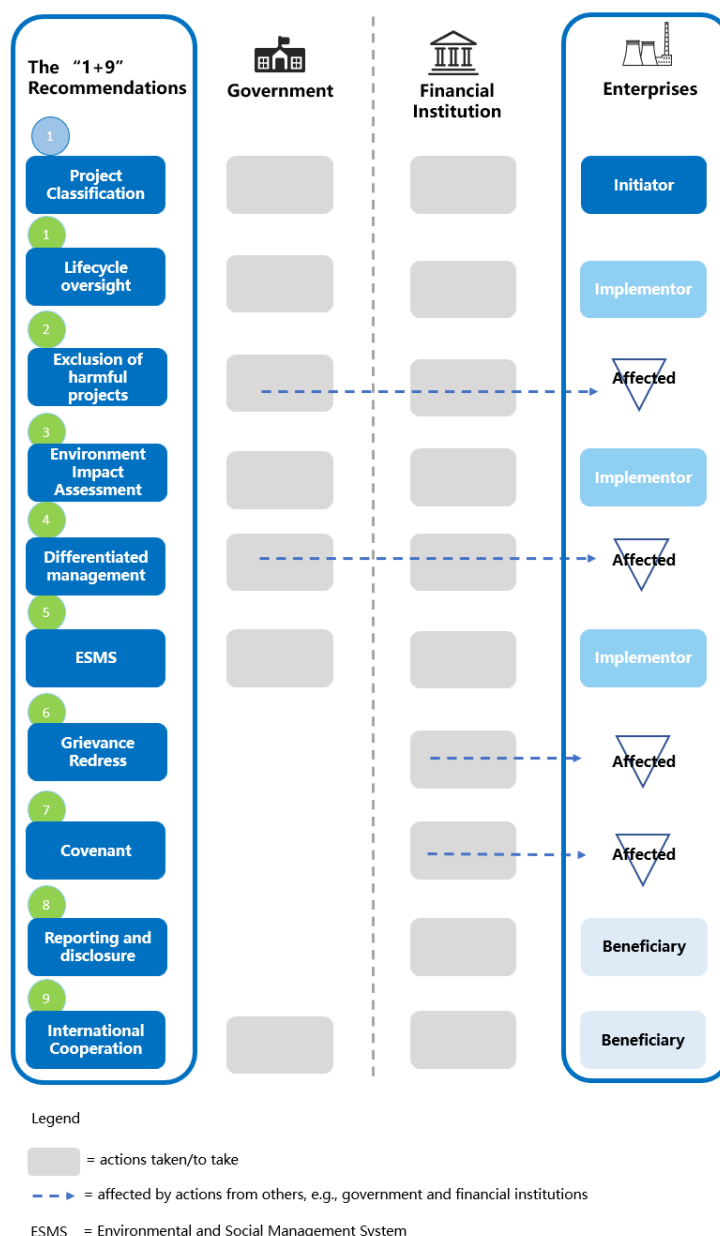 The “1+9”
Recommendations
Government
Financial
Institution
Enterprises
1
Project
Classification
Initiator
1
Lifecycle
oversight
Implementor
2
Exclusion of
harmful
projects
Affected
3
Environment
Impact
Assessment
Implementor
4
Differentiated
management
Affected
5
ESMS
Implementor
6
Grievance
Redress
Affected
7
Covenant
Affected
8
Reporting and
disclosure
Beneficiary
9
International
Cooperation
Beneficiary
Legend
= actions taken/to take
= affected by actions from others, e.g., government and financial institutions
ESMS = Environmental and Social Management System